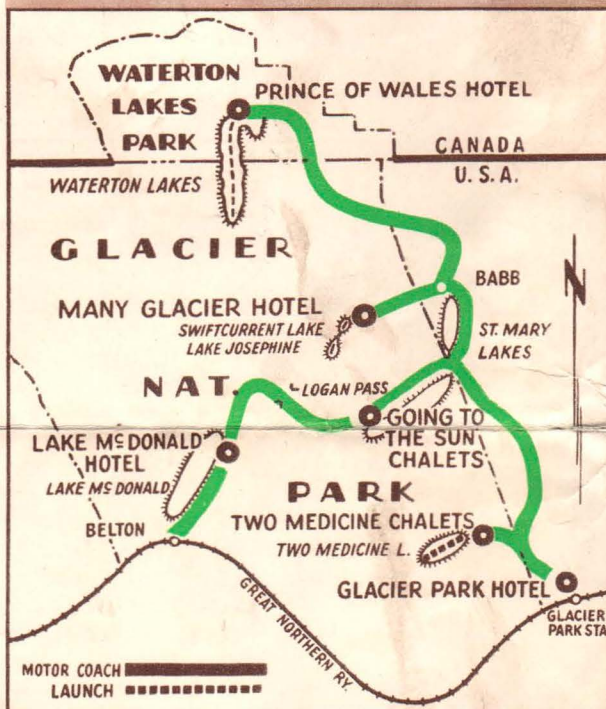 WATERTON
LAKES
PARK
PRINCE OF WALES HOTEL
CANADA
U.S.A.
WATERTON LAKES
GLACIER
BABB
N
MANY GLACIER HOTEL
SWIFTCURRENT LAKE
LAKE JOSEPHINE
ST. MARY
LAKES
NAT.
LOGAN PASS
GOING TO
THE SUN
CHALETS
LAKE McDONALD
HOTEL
LAKE McDONALD
PARK
BELTON
TWO MEDICINE CHALETS
TWO MEDICINE L.
GLACIER PARK HOTEL
GLACIER
PARK STA
GREAT NORTHERN RY.
MOTOR COACH
LAUNCH